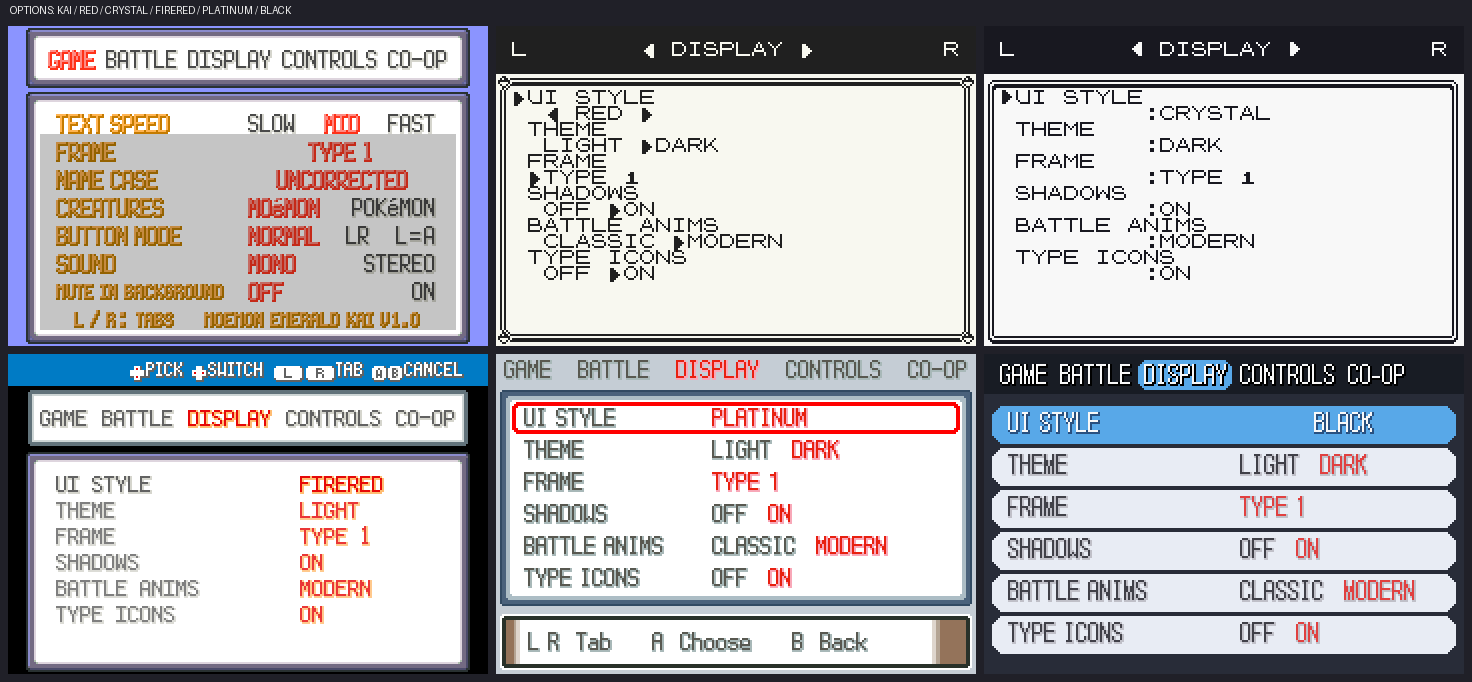 OPTIONS: KAI / RED / CRYSTAL / FIRERED / PLATINUM / BLACK
GAME BATTLE DISPLAY CONTROLS CO-OP
TEXT SPEED SLOW MID FAST
FRAME TYPE 1
NAME CASE UNCORRECTED
CREATURES MOéMON POKéMON
BUTTON MODE NORMAL LR L=A
SOUND MONO STEREO
MUTE IN BACKGROUND OFF ON
L / R: TABS MOEMON EMERALD KAI V1.0
L ◀ DISPLAY ▶ R
▶UI STYLE
◀ RED ▶
THEME
LIGHT ▶DARK
FRAME
▶TYPE 1
SHADOWS
OFF ▶ON
BATTLE ANIMS
CLASSIC ▶MODERN
TYPE ICONS
OFF ▶ON
L ◀ DISPLAY ▶ R
▶UI STYLE
:CRYSTAL
THEME
:DARK
FRAME
:TYPE 1
SHADOWS
:ON
BATTLE ANIMS
:MODERN
TYPE ICONS
:ON
PICK SWITCH L R TAB A B CANCEL
GAME BATTLE DISPLAY CONTROLS CO-OP
UI STYLE FIRERED
THEME LIGHT
FRAME TYPE 1
SHADOWS ON
BATTLE ANIMS MODERN
TYPE ICONS ON
GAME BATTLE DISPLAY CONTROLS CO-OP
UI STYLE PLATINUM
THEME LIGHT DARK
FRAME TYPE 1
SHADOWS OFF ON
BATTLE ANIMS CLASSIC MODERN
TYPE ICONS OFF ON
L R Tab A Choose B Back
GAME BATTLE DISPLAY CONTROLS CO-OP
UI STYLE BLACK
THEME LIGHT DARK
FRAME TYPE 1
SHADOWS OFF ON
BATTLE ANIMS CLASSIC MODERN
TYPE ICONS OFF ON